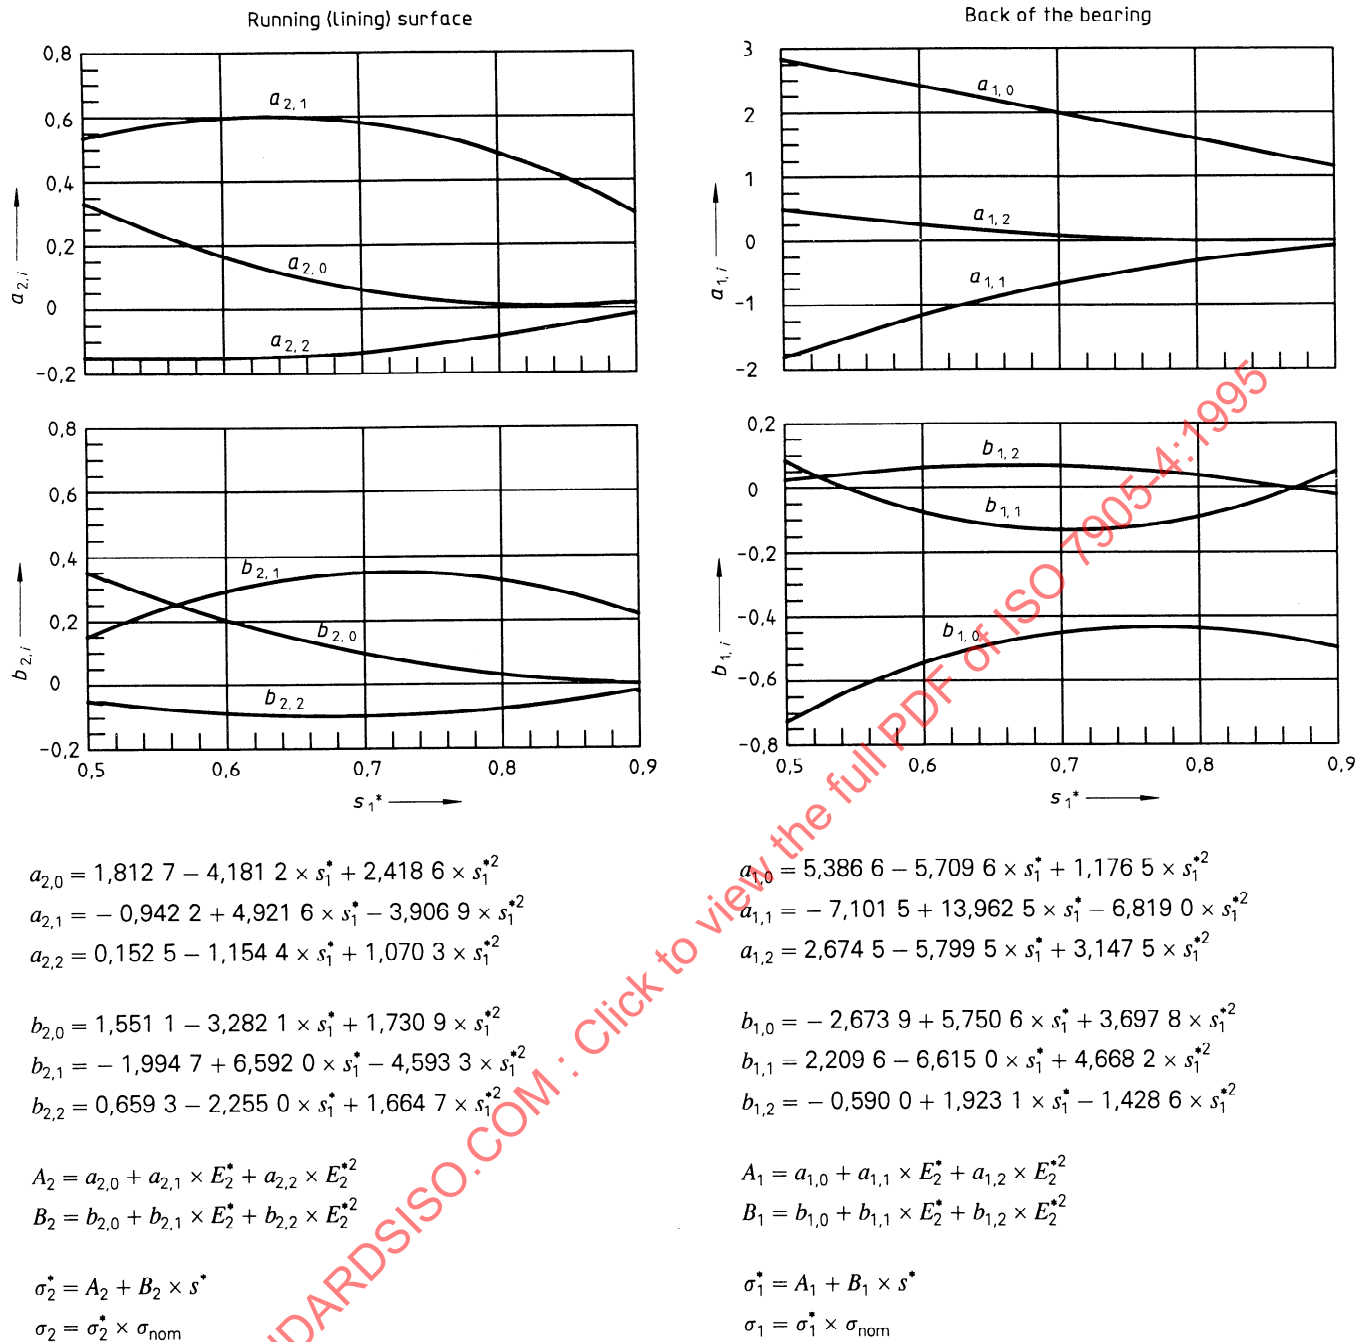 Running (lining) surface
0,8
0,6
0,4
0,2
0
-0,2
a₂,ᵢ
a₂,₁
a₂,₀
a₂,₂
0,8
0,6
0,4
0,2
0
-0,2
b₂,ᵢ
b₂,₁
b₂,₀
b₂,₂
0,5 0,6 0,7 0,8 0,9
s₁*
Back of the bearing
3
2
1
0
-1
-2
a₁,ᵢ
a₁,₀
a₁,₂
a₁,₁
0,2
0
-0,2
-0,4
-0,6
-0,8
b₁,ᵢ
b₁,₂
b₁,₁
b₁,₀
0,5 0,6 0,7 0,8 0,9
s₁*
a₂,₀ = 1,812 7 − 4,181 2 × s₁* + 2,418 6 × s₁*²
a₂,₁ = − 0,942 2 + 4,921 6 × s₁* − 3,906 9 × s₁*²
a₂,₂ = 0,152 5 − 1,154 4 × s₁* + 1,070 3 × s₁*²
b₂,₀ = 1,551 1 − 3,282 1 × s₁* + 1,730 9 × s₁*²
b₂,₁ = − 1,994 7 + 6,592 0 × s₁* − 4,593 3 × s₁*²
b₂,₂ = 0,659 3 − 2,255 0 × s₁* + 1,664 7 × s₁*²
A₂ = a₂,₀ + a₂,₁ × E₂* + a₂,₂ × E₂*²
B₂ = b₂,₀ + b₂,₁ × E₂* + b₂,₂ × E₂*²
σ₂* = A₂ + B₂ × s*
σ₂ = σ₂* × σnom
a₁,₀ = 5,386 6 − 5,709 6 × s₁* + 1,176 5 × s₁*²
a₁,₁ = − 7,101 5 + 13,962 5 × s₁* − 6,819 0 × s₁*²
a₁,₂ = 2,674 5 − 5,799 5 × s₁* + 3,147 5 × s₁*²
b₁,₀ = − 2,673 9 + 5,750 6 × s₁* + 3,697 8 × s₁*²
b₁,₁ = 2,209 6 − 6,615 0 × s₁* + 4,668 2 × s₁*²
b₁,₂ = − 0,590 0 + 1,923 1 × s₁* − 1,428 6 × s₁*²
A₁ = a₁,₀ + a₁,₁ × E₂* + a₁,₂ × E₂*²
B₁ = b₁,₀ + b₁,₁ × E₂* + b₁,₂ × E₂*²
σ₁* = A₁ + B₁ × s*
σ₁ = σ₁* × σnom
NDARDSISO.COM : Click to view the full PDF of ISO 7905-4:1995